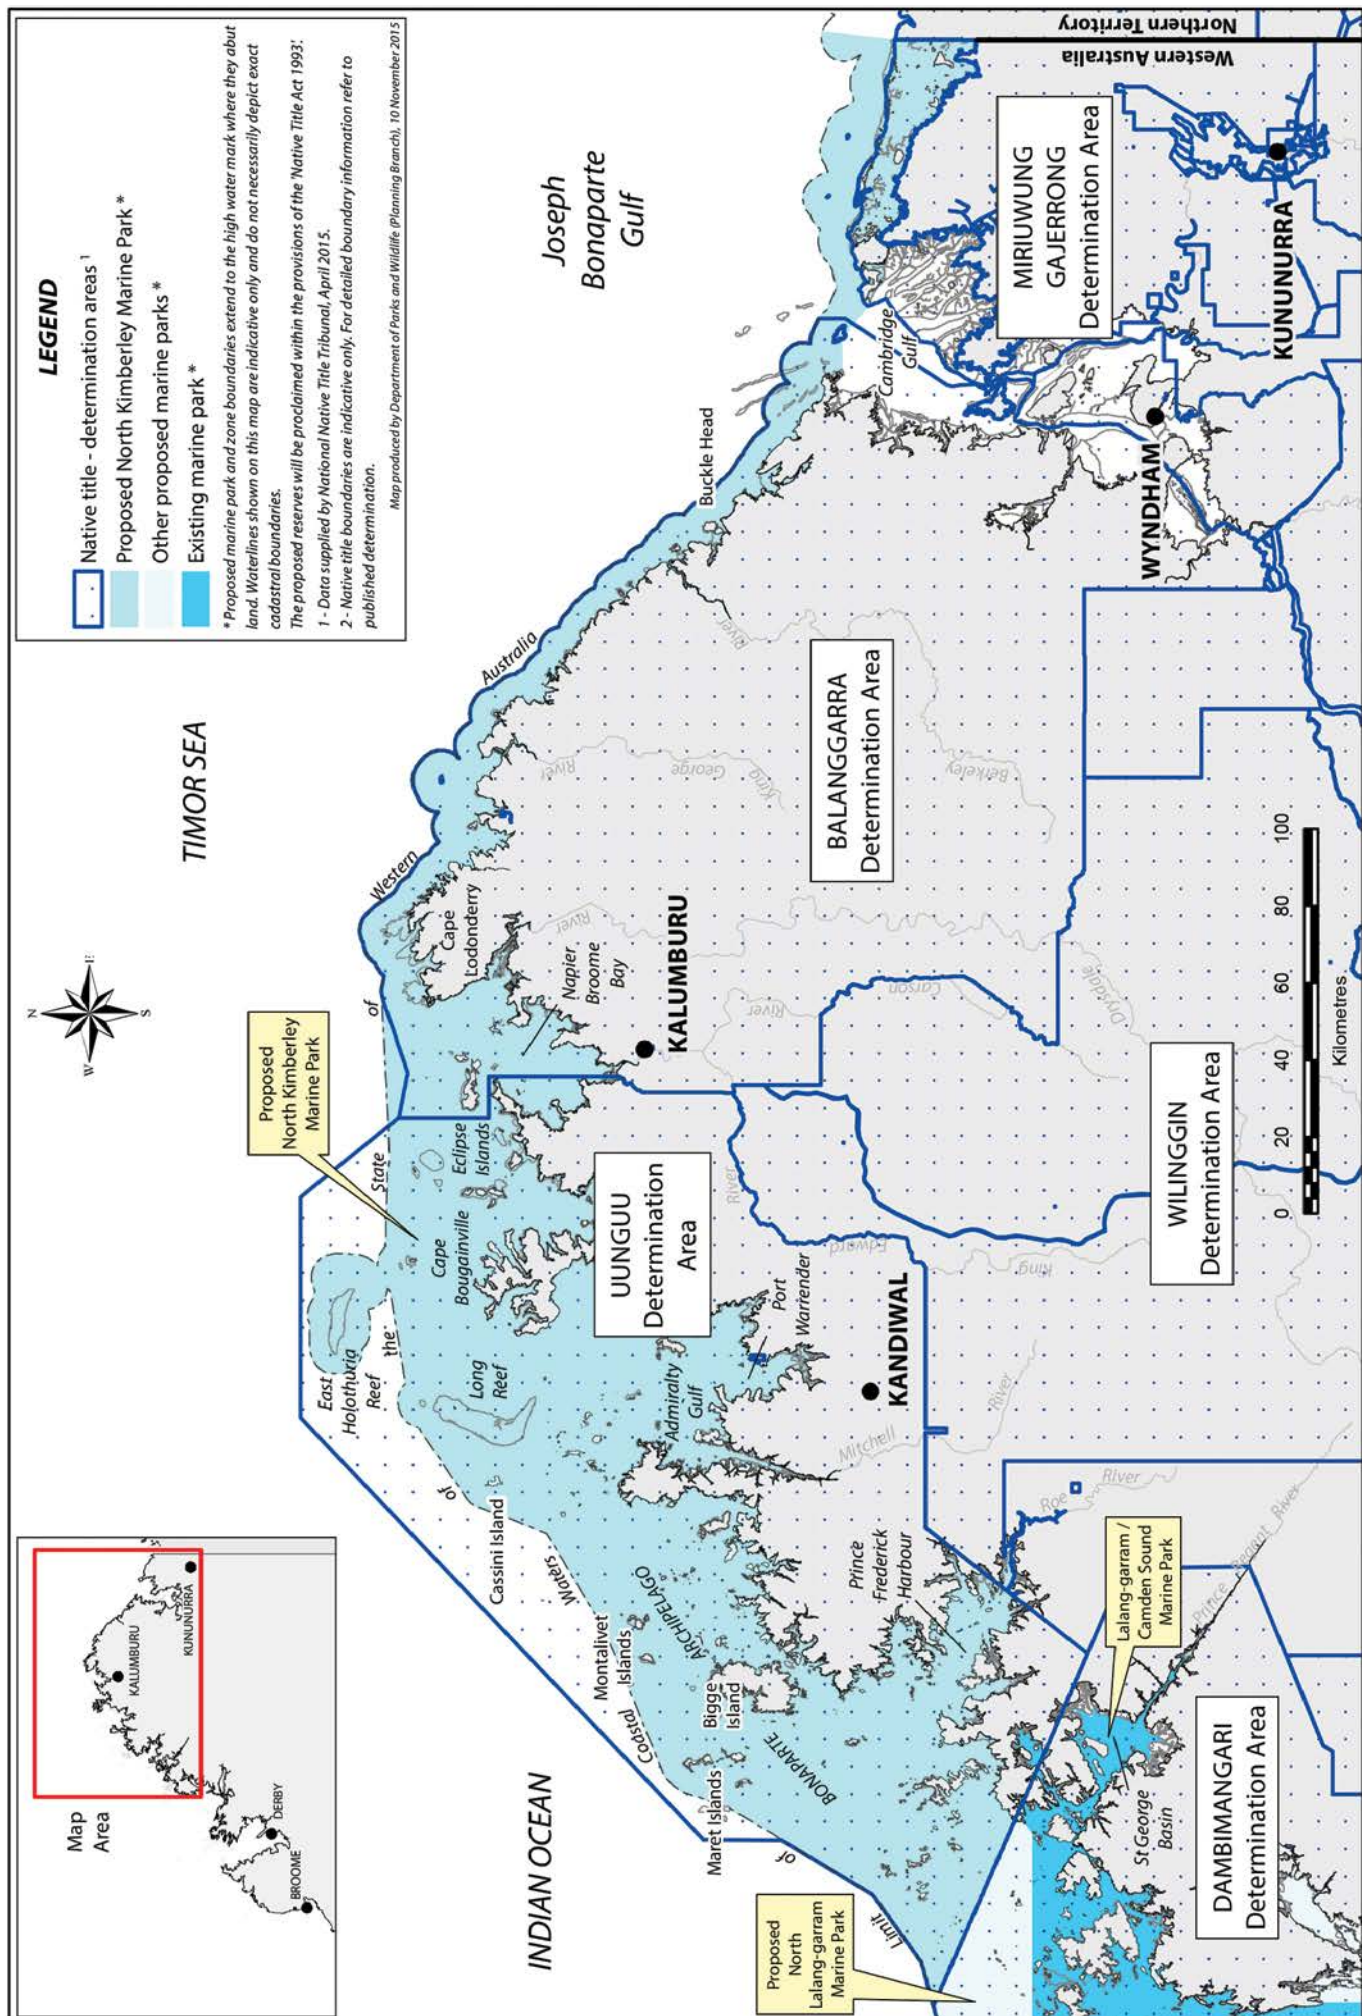 LEGEND
Native title - determination areas ¹
Proposed North Kimberley Marine Park *
Other proposed marine parks *
Existing marine park *
* Proposed marine park and zone boundaries extend to the high water mark where they abut
land. Waterlines shown on this map are indicative only and do not necessarily depict exact
cadastral boundaries.
The proposed reserves will be proclaimed within the provisions of the 'Native Title Act 1993'.
1 - Data supplied by National Native Title Tribunal, April 2015.
2 - Native title boundaries are indicative only. For detailed boundary information refer to
published determination.
Map produced by Department of Parks and Wildlife (Planning Branch), 10 November 2015
Map
Area
KALUMBURU
KUNUNURRA
DERBY
BROOME
N
E
S
W
TIMOR SEA
INDIAN OCEAN
Joseph
Bonaparte
Gulf
Proposed
North Kimberley
Marine Park
Limit
of
Coastal
Waters
of
the
State
of
Western
Australia
East
Holothuria
Reef
Long
Reef
Cape
Bougainville
Eclipse
Islands
Cape
Lodonderry
Napier
Broome
Bay
Buckle Head
Cambridge
Gulf
Cassini Island
Montalivet
Islands
Maret Islands
Bigge
Island
BONAPARTE
ARCHIPELAGO
Admiralty
Gulf
Port
Warrender
Prince
Frederick
Harbour
St George
Basin
UUNGUU
Determination
Area
BALANGGARRA
Determination Area
MIRIUWUNG
GAJERRONG
Determination Area
WILINGGIN
Determination Area
DAMBIMANGARI
Determination Area
KALUMBURU
KANDIWAL
WYNDHAM
KUNUNURRA
Western Australia
Northern Territory
King
George
River
Berkeley
River
Drysdale
River
Carson
River
King
Edward
River
Mitchell
River
Roe
River
Prince Regent River
Lalang-garram /
Camden Sound
Marine Park
Proposed
North
Lalang-garram
Marine Park
0
20
40
60
80
100
Kilometres